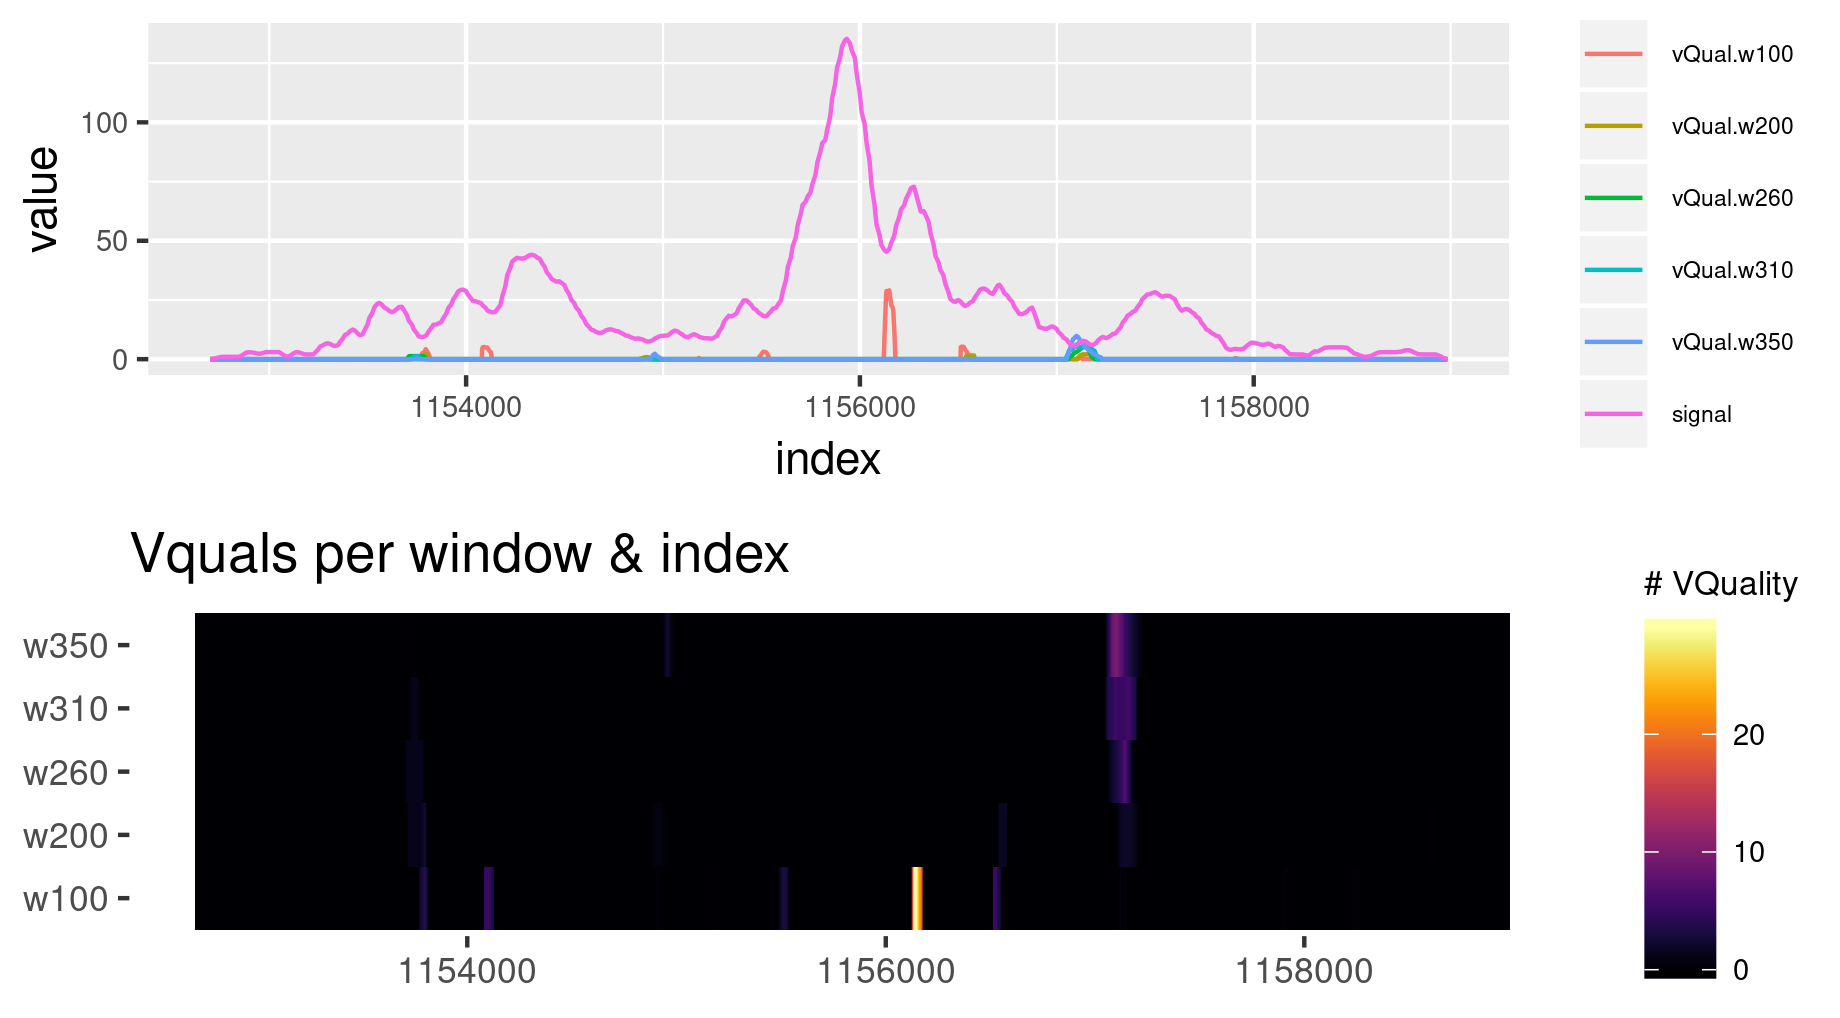 value
100
50
0
1154000 1156000 1158000
index
vQual.w100
vQual.w200
vQual.w260
vQual.w310
vQual.w350
signal
Vquals per window & index
w350
w310
w260
w200
w100
1154000 1156000 1158000
# VQuality
20
10
0